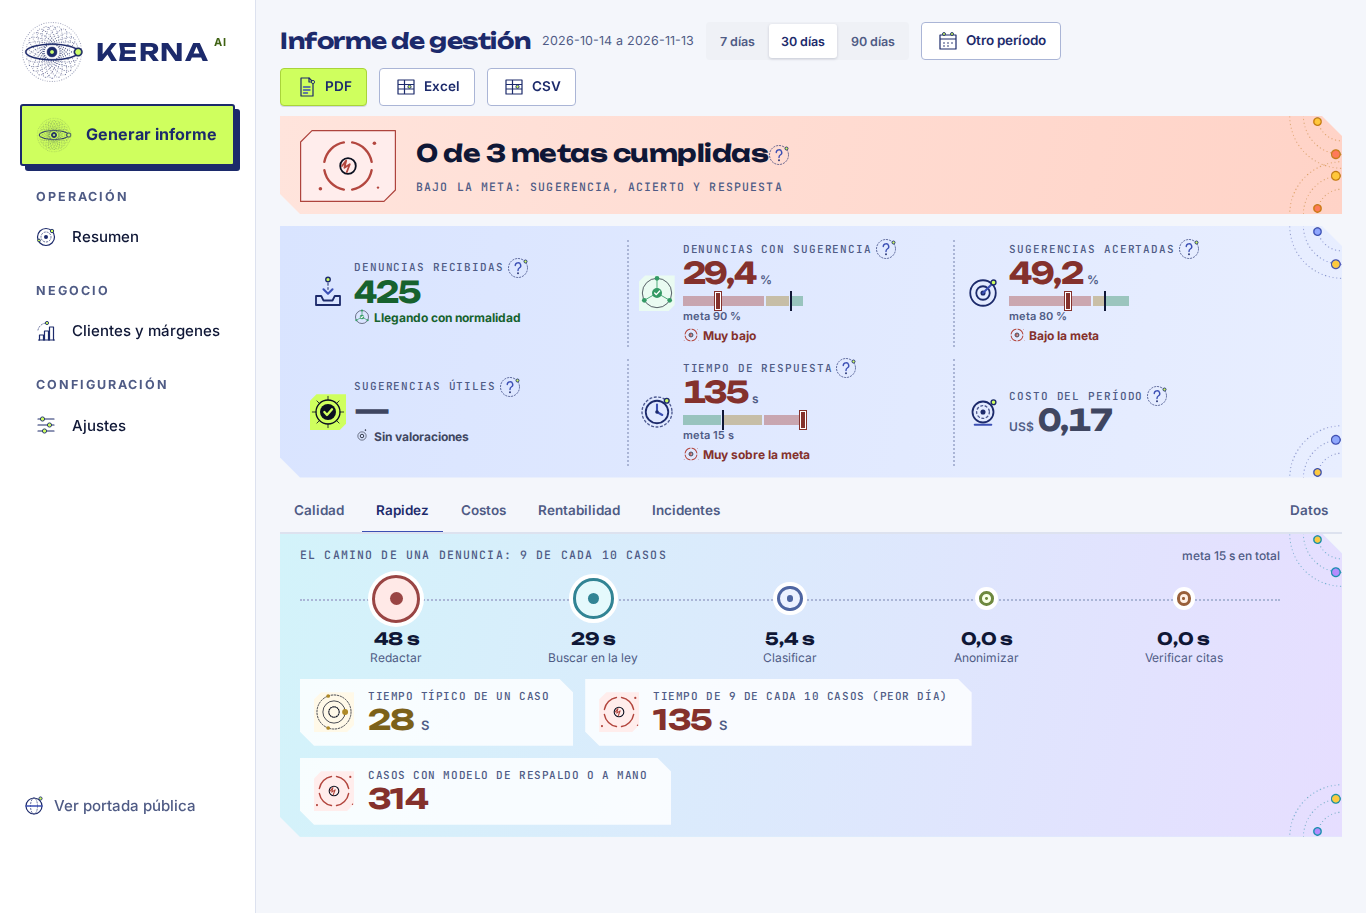 KERNA AI
Generar informe
OPERACIÓN
Resumen
NEGOCIO
Clientes y márgenes
CONFIGURACIÓN
Ajustes
Ver portada pública
Informe de gestión 2026-10-14 a 2026-11-13 7 días 30 días 90 días Otro período
PDF Excel CSV
0 de 3 metas cumplidas ?
BAJO LA META: SUGERENCIA, ACIERTO Y RESPUESTA
DENUNCIAS RECIBIDAS ?
425
Llegando con normalidad
DENUNCIAS CON SUGERENCIA ?
29,4 %
meta 90 %
Muy bajo
SUGERENCIAS ACERTADAS ?
49,2 %
meta 80 %
Bajo la meta
SUGERENCIAS ÚTILES ?
—
Sin valoraciones
TIEMPO DE RESPUESTA ?
135 s
meta 15 s
Muy sobre la meta
COSTO DEL PERÍODO ?
US$ 0,17
Calidad Rapidez Costos Rentabilidad Incidentes Datos
EL CAMINO DE UNA DENUNCIA: 9 DE CADA 10 CASOS meta 15 s en total
48 s 29 s 5,4 s 0,0 s 0,0 s
Redactar Buscar en la ley Clasificar Anonimizar Verificar citas
TIEMPO TÍPICO DE UN CASO
28 s
TIEMPO DE 9 DE CADA 10 CASOS (PEOR DÍA)
135 s
CASOS CON MODELO DE RESPALDO O A MANO
314